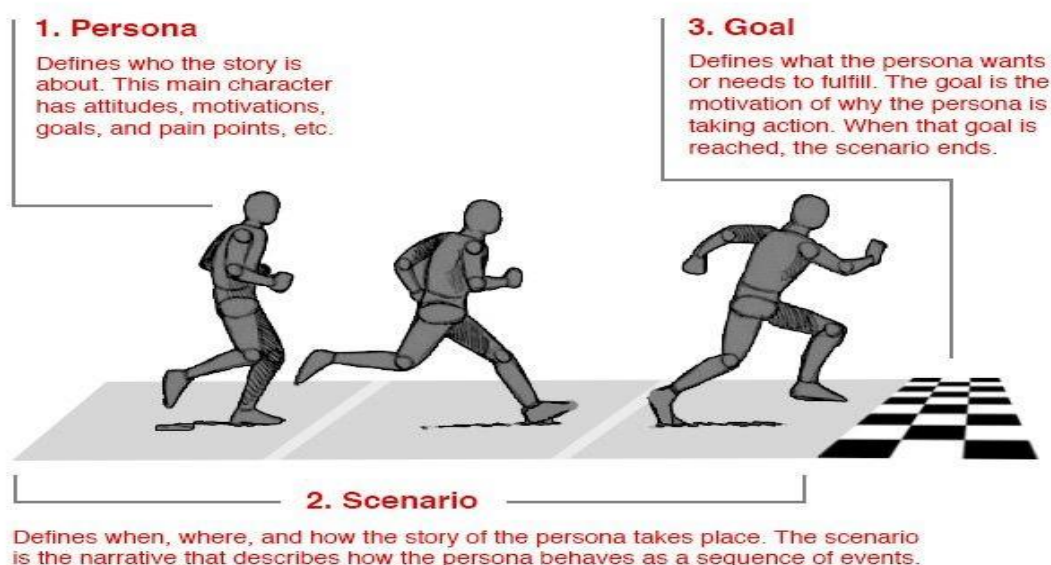 1. Persona
Defines who the story is
about. This main character
has attitudes, motivations,
goals, and pain points, etc.
3. Goal
Defines what the persona wants
or needs to fulfill. The goal is the
motivation of why the persona is
taking action. When that goal is
reached, the scenario ends.
2. Scenario
Defines when, where, and how the story of the persona takes place. The scenario
is the narrative that describes how the persona behaves as a sequence of events.